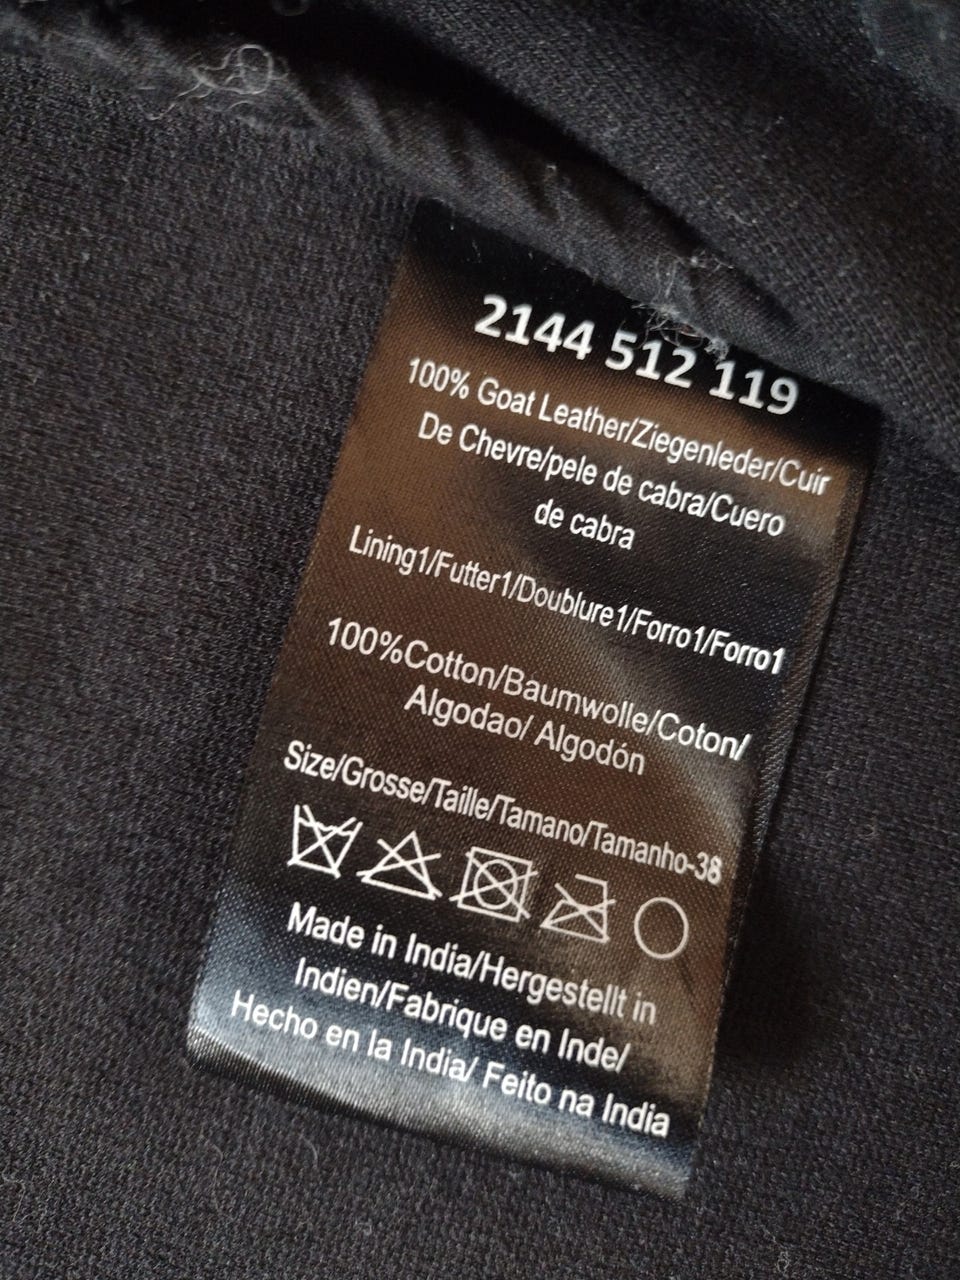 2144 512 119
100% Goat Leather/Ziegenleder/Cuir
De Chevre/pele de cabra/Cuero
de cabra
Lining1/Futter1/Doublure1/Forro1/Forro1
100%Cotton/Baumwolle/Coton/
Algodao/ Algodón
Size/Grosse/Taille/Tamano/Tamanho-38
Made in India/Hergestellt in
Indien/Fabrique en Inde/
Hecho en la India/ Feito na India